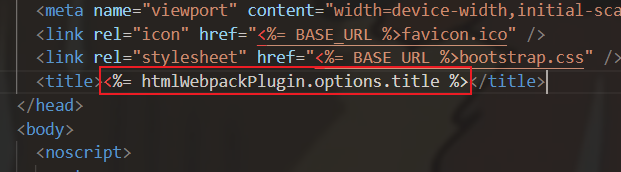 <meta name="viewport" content="width=device-width,initial-sca
<link rel="icon" href="<%= BASE_URL %>favicon.ico" />
<link rel="stylesheet" href="<%= BASE_URL %>bootstrap.css" />
<title><%= htmlWebpackPlugin.options.title %></title>
</head>
<body>
<noscript>